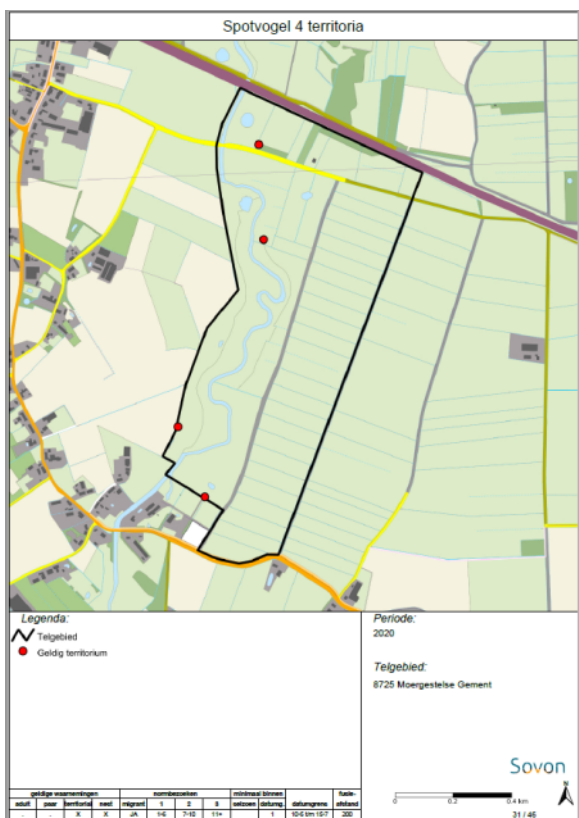 Spotvogel 4 territoria
Legenda:
Telgebied
Geldig territorium
Periode:
2020
Telgebied:
8725 Moergestelse Gement
Sovon
0 0.2 0.4 km
31 / 46
geldige waarnemingen normbezoeken minimaal binnen fusie-
adult paar territoriaal nest migrant 1 2 3 seizoen datumg. datumgrens afstand
. . X X JA 1-6 7-10 11+ 1 10-5 t/m 15-7 200